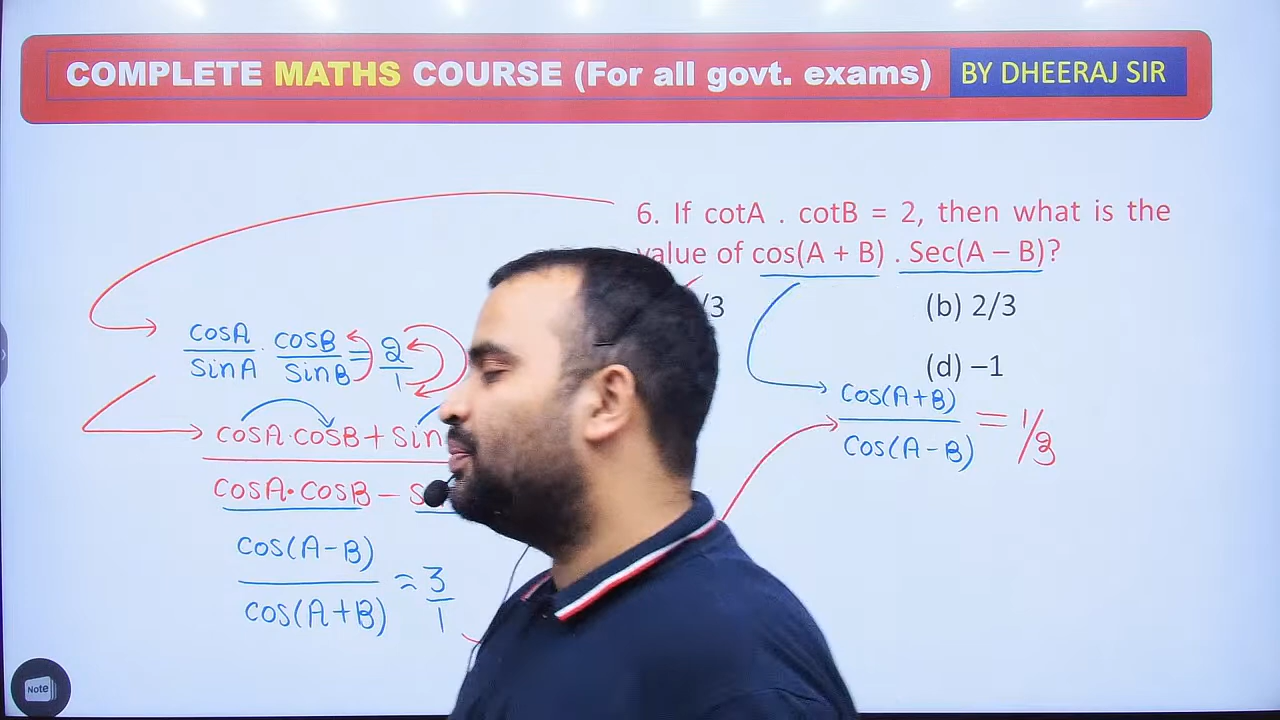 COMPLETE MATHS COURSE (For all govt. exams) BY DHEERAJ SIR
6. If cotA . cotB = 2, then what is the
value of cos(A + B) . Sec(A – B)?
/3
(b) 2/3
(d) –1
cosA/sinA . cosB/sinB = 2/1
cosA·cosB + sin
cosA·cosB –
cos(A-B)/cos(A+B) = 3/1
cos(A+B)/cos(A-B) = 1/3
Note